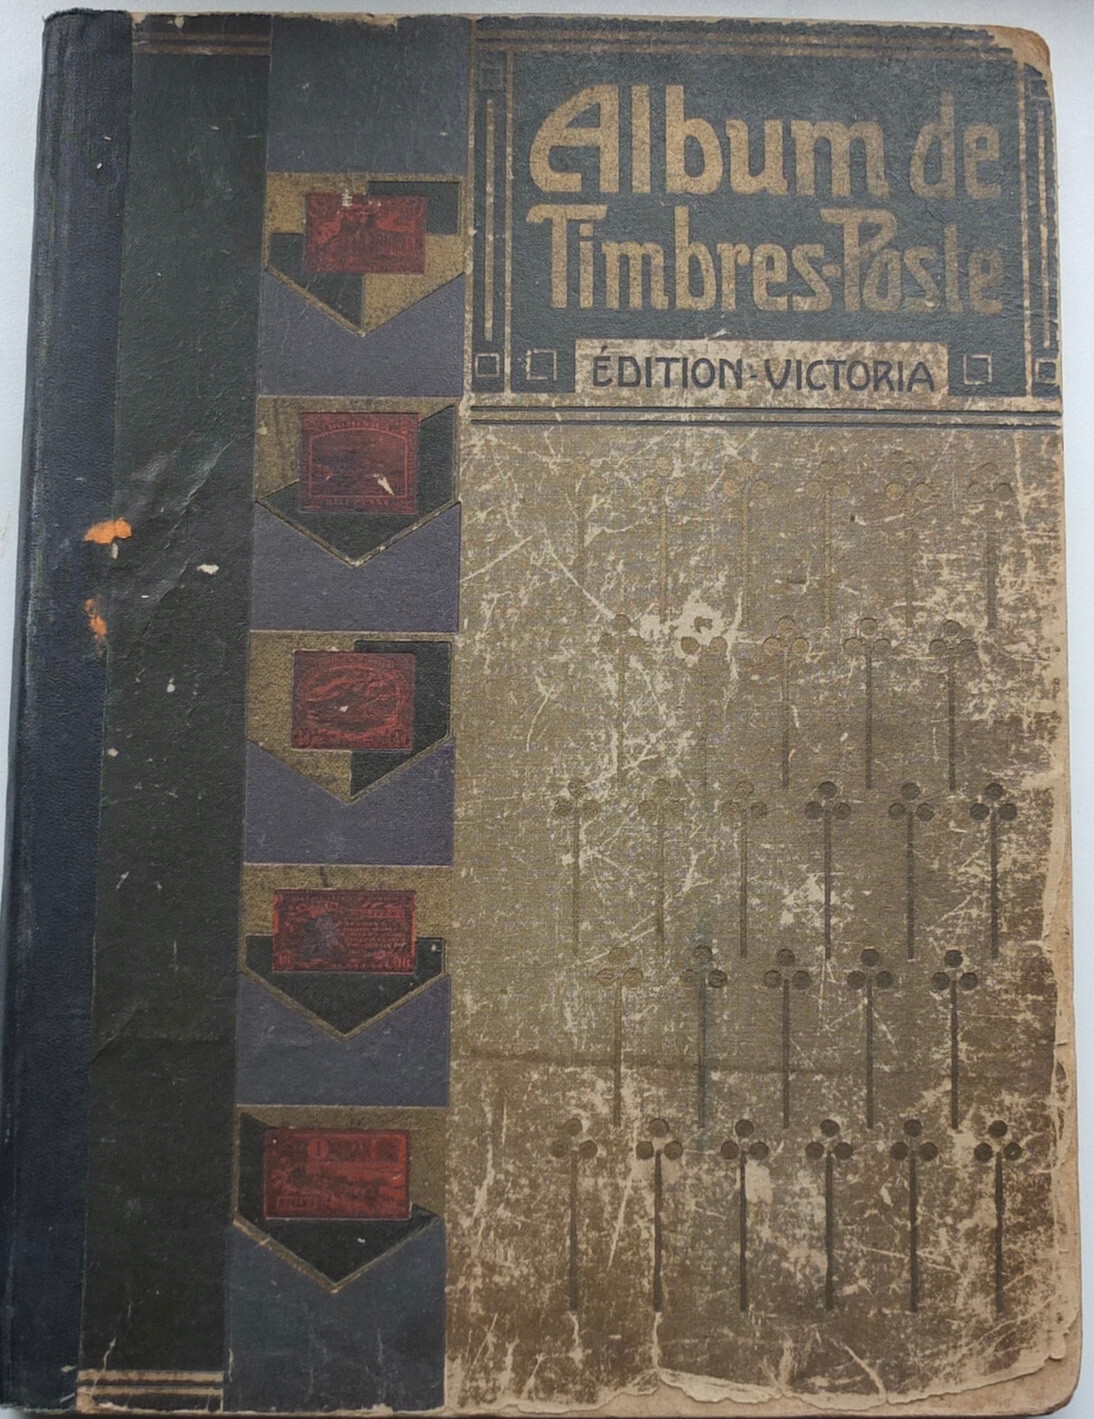 Album de
Timbres-Poste
ÉDITION-VICTORIA